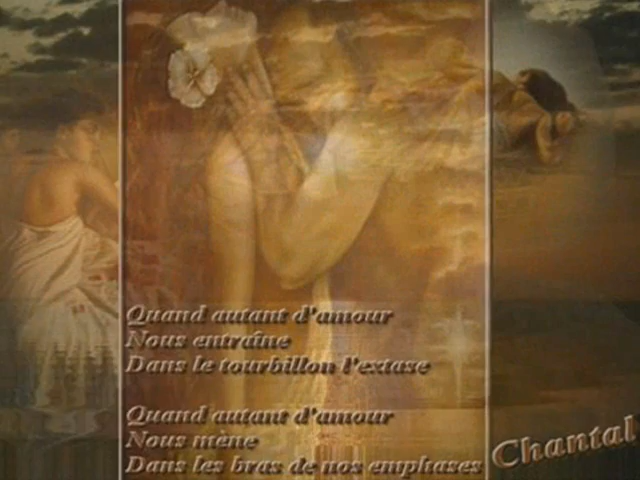 Quand autant d'amour
Nous entraîne
Dans le tourbillon l'extase
Quand autant d'amour
Nous mène
Dans les bras de nos emphases
Chantal